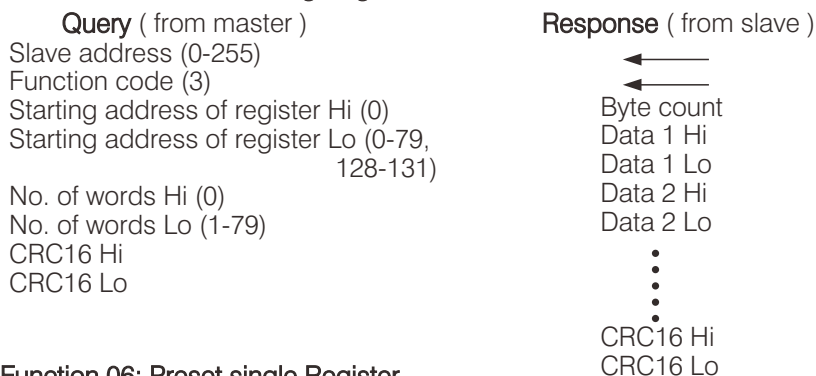 Query ( from master )
Slave address (0-255)
Function code (3)
Starting address of register Hi (0)
Starting address of register Lo (0-79,
128-131)
No. of words Hi (0)
No. of words Lo (1-79)
CRC16 Hi
CRC16 Lo
Response ( from slave )
Byte count
Data 1 Hi
Data 1 Lo
Data 2 Hi
Data 2 Lo
CRC16 Hi
CRC16 Lo
Function 06: Preset single Register